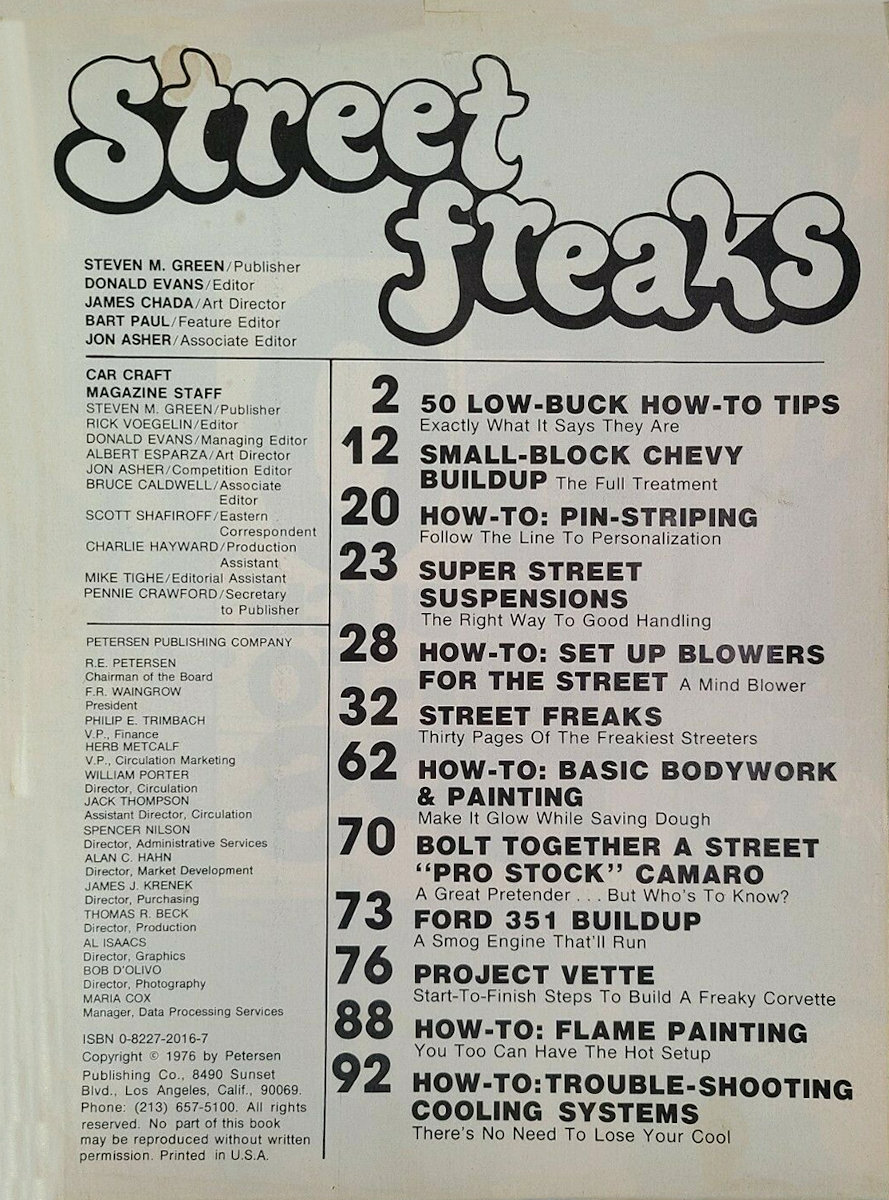 Street
freaks
STEVEN M. GREEN/Publisher
DONALD EVANS/Editor
JAMES CHADA/Art Director
BART PAUL/Feature Editor
JON ASHER/Associate Editor
CAR CRAFT
MAGAZINE STAFF
STEVEN M. GREEN/Publisher
RICK VOEGELIN/Editor
DONALD EVANS/Managing Editor
ALBERT ESPARZA/Art Director
JON ASHER/Competition Editor
BRUCE CALDWELL/Associate
Editor
SCOTT SHAFIROFF/Eastern
Correspondent
CHARLIE HAYWARD/Production
Assistant
MIKE TIGHE/Editorial Assistant
PENNIE CRAWFORD/Secretary
to Publisher
PETERSEN PUBLISHING COMPANY
R.E. PETERSEN
Chairman of the Board
F.R. WAINGROW
President
PHILIP E. TRIMBACH
V.P., Finance
HERB METCALF
V.P., Circulation Marketing
WILLIAM PORTER
Director, Circulation
JACK THOMPSON
Assistant Director, Circulation
SPENCER NILSON
Director, Administrative Services
ALAN C. HAHN
Director, Market Development
JAMES J. KRENEK
Director, Purchasing
THOMAS R. BECK
Director, Production
AL ISAACS
Director, Graphics
BOB D'OLIVO
Director, Photography
MARIA COX
Manager, Data Processing Services
ISBN 0-8227-2016-7
Copyright © 1976 by Petersen
Publishing Co., 8490 Sunset
Blvd., Los Angeles, Calif., 90069.
Phone: (213) 657-5100. All rights
reserved. No part of this book
may be reproduced without written
permission. Printed in U.S.A.
2 50 LOW-BUCK HOW-TO TIPS
Exactly What It Says They Are
12 SMALL-BLOCK CHEVY
BUILDUP The Full Treatment
20 HOW-TO: PIN-STRIPING
Follow The Line To Personalization
23 SUPER STREET
SUSPENSIONS
The Right Way To Good Handling
28 HOW-TO: SET UP BLOWERS
FOR THE STREET A Mind Blower
32 STREET FREAKS
Thirty Pages Of The Freakiest Streeters
62 HOW-TO: BASIC BODYWORK
& PAINTING
Make It Glow While Saving Dough
70 BOLT TOGETHER A STREET
“PRO STOCK” CAMARO
A Great Pretender . . . But Who's To Know?
73 FORD 351 BUILDUP
A Smog Engine That'll Run
76 PROJECT VETTE
Start-To-Finish Steps To Build A Freaky Corvette
88 HOW-TO: FLAME PAINTING
You Too Can Have The Hot Setup
92 HOW-TO:TROUBLE-SHOOTING
COOLING SYSTEMS
There's No Need To Lose Your Cool